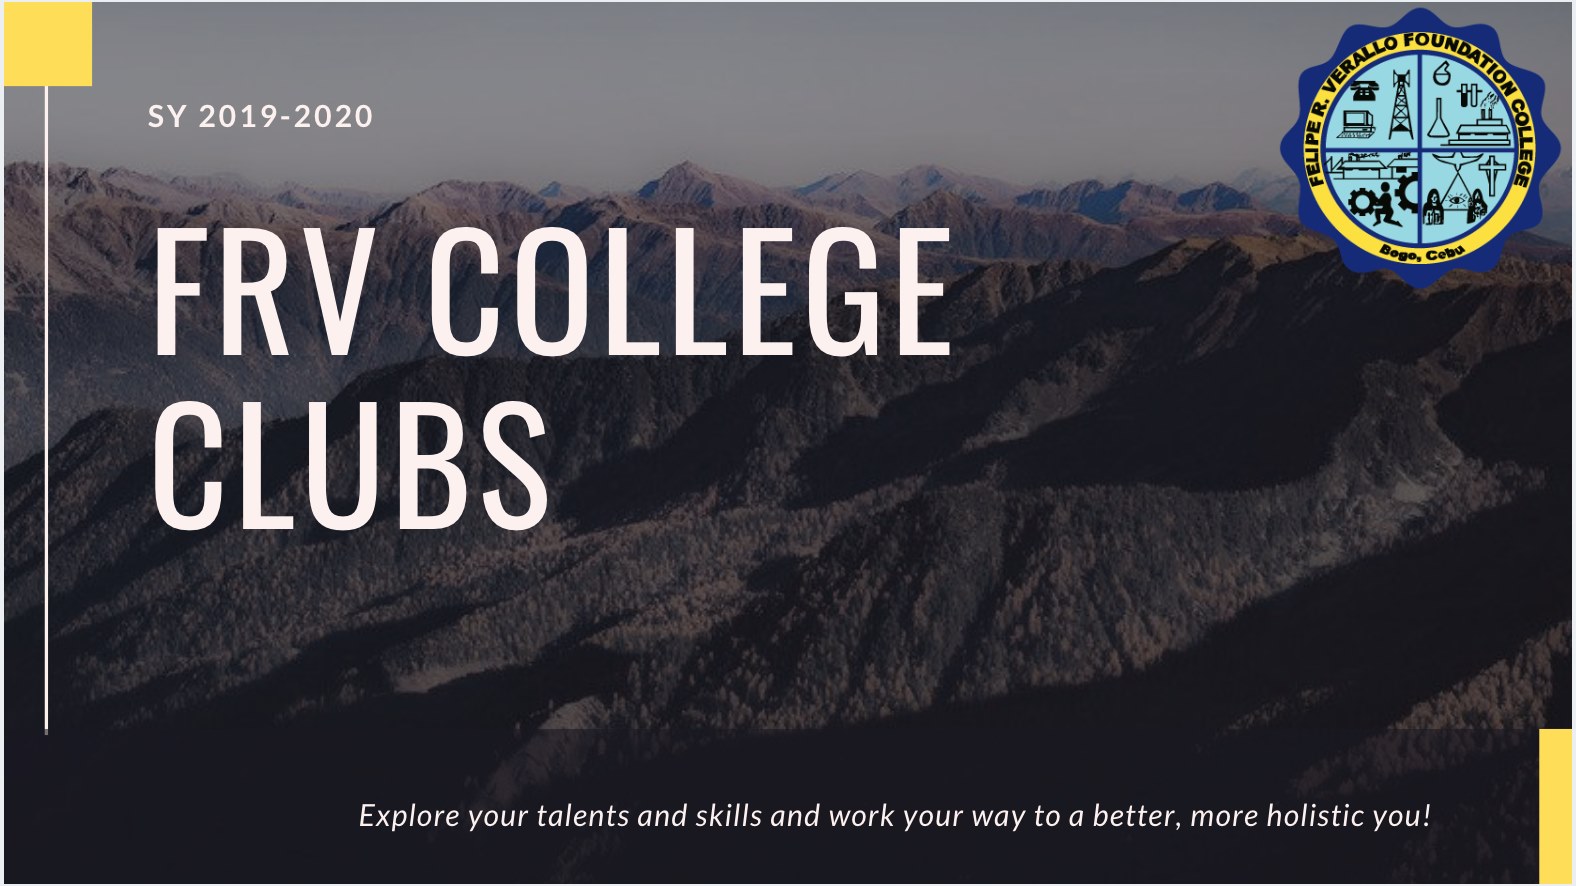 SY 2019-2020
FELIPE R. VERALLO FOUNDATION COLLEGE
Bogo, Cebu
FRV COLLEGE
CLUBS
Explore your talents and skills and work your way to a better, more holistic you!